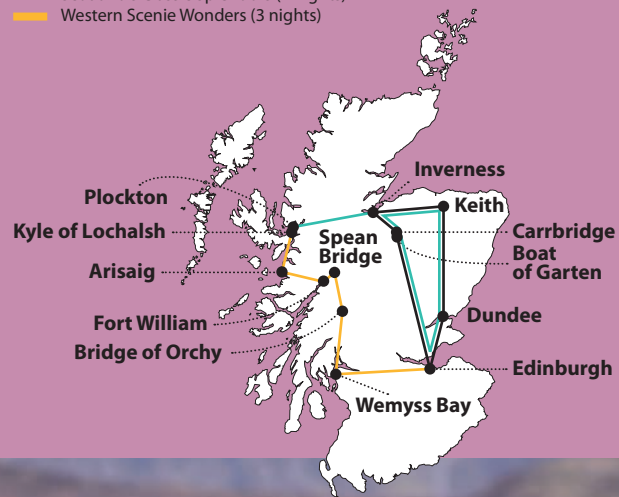 Western Scenie Wonders (3 nights)
Inverness
Plockton
Keith
Kyle of Lochalsh
Carrbridge
Spean
Bridge
Boat
of Garten
Arisaig
Dundee
Fort William
Bridge of Orchy
Edinburgh
Wemyss Bay